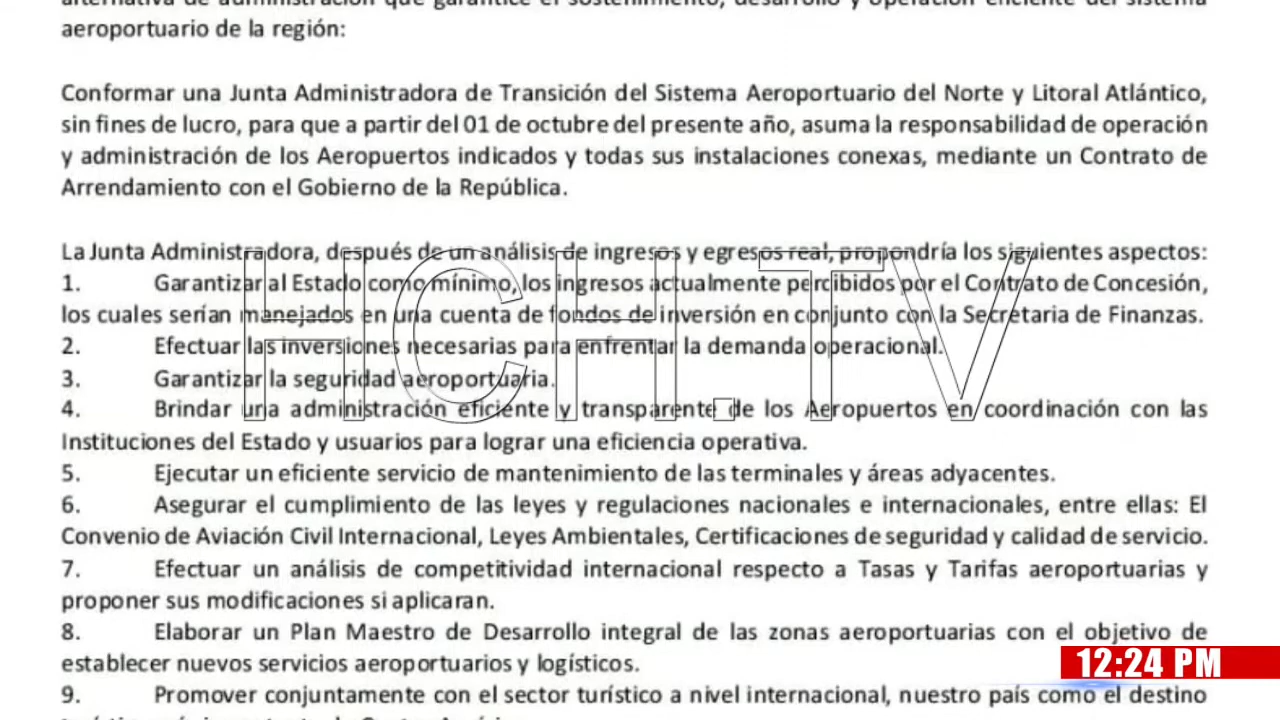 alternativa de administración que garantice el sostenimiento, desarrollo y operación eficiente del sistema
aeroportuario de la región:
Conformar una Junta Administradora de Transición del Sistema Aeroportuario del Norte y Litoral Atlántico,
sin fines de lucro, para que a partir del 01 de octubre del presente año, asuma la responsabilidad de operación
y administración de los Aeropuertos indicados y todas sus instalaciones conexas, mediante un Contrato de
Arrendamiento con el Gobierno de la República.
La Junta Administradora, después de un análisis de ingresos y egresos real, propondría los siguientes aspectos:
1. Garantizar al Estado como mínimo, los ingresos actualmente percibidos por el Contrato de Concesión,
los cuales serían manejados en una cuenta de fondos de inversión en conjunto con la Secretaria de Finanzas.
2. Efectuar las inversiones necesarias para enfrentar la demanda operacional.
3. Garantizar la seguridad aeroportuaria.
4. Brindar una administración eficiente y transparente de los Aeropuertos en coordinación con las
Instituciones del Estado y usuarios para lograr una eficiencia operativa.
5. Ejecutar un eficiente servicio de mantenimiento de las terminales y áreas adyacentes.
6. Asegurar el cumplimiento de las leyes y regulaciones nacionales e internacionales, entre ellas: El
Convenio de Aviación Civil Internacional, Leyes Ambientales, Certificaciones de seguridad y calidad de servicio.
7. Efectuar un análisis de competitividad internacional respecto a Tasas y Tarifas aeroportuarias y
proponer sus modificaciones si aplicaran.
8. Elaborar un Plan Maestro de Desarrollo integral de las zonas aeroportuarias con el objetivo de
establecer nuevos servicios aeroportuarios y logísticos.
9. Promover conjuntamente con el sector turístico a nivel internacional, nuestro país como el destino
HCH.TV
12:24 PM